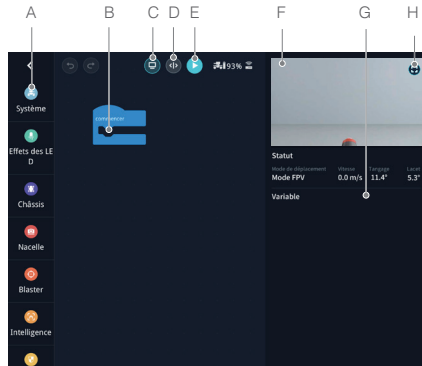 A B C D E F G H
93%
Système
commencer
Effets des LE
D
Statut
Mode de déplacement Vitesse Tangage Lacet
Mode FPV 0.0 m/s 11.4° 5.3°
Châssis
Variable
Nacelle
Blaster
Intelligence